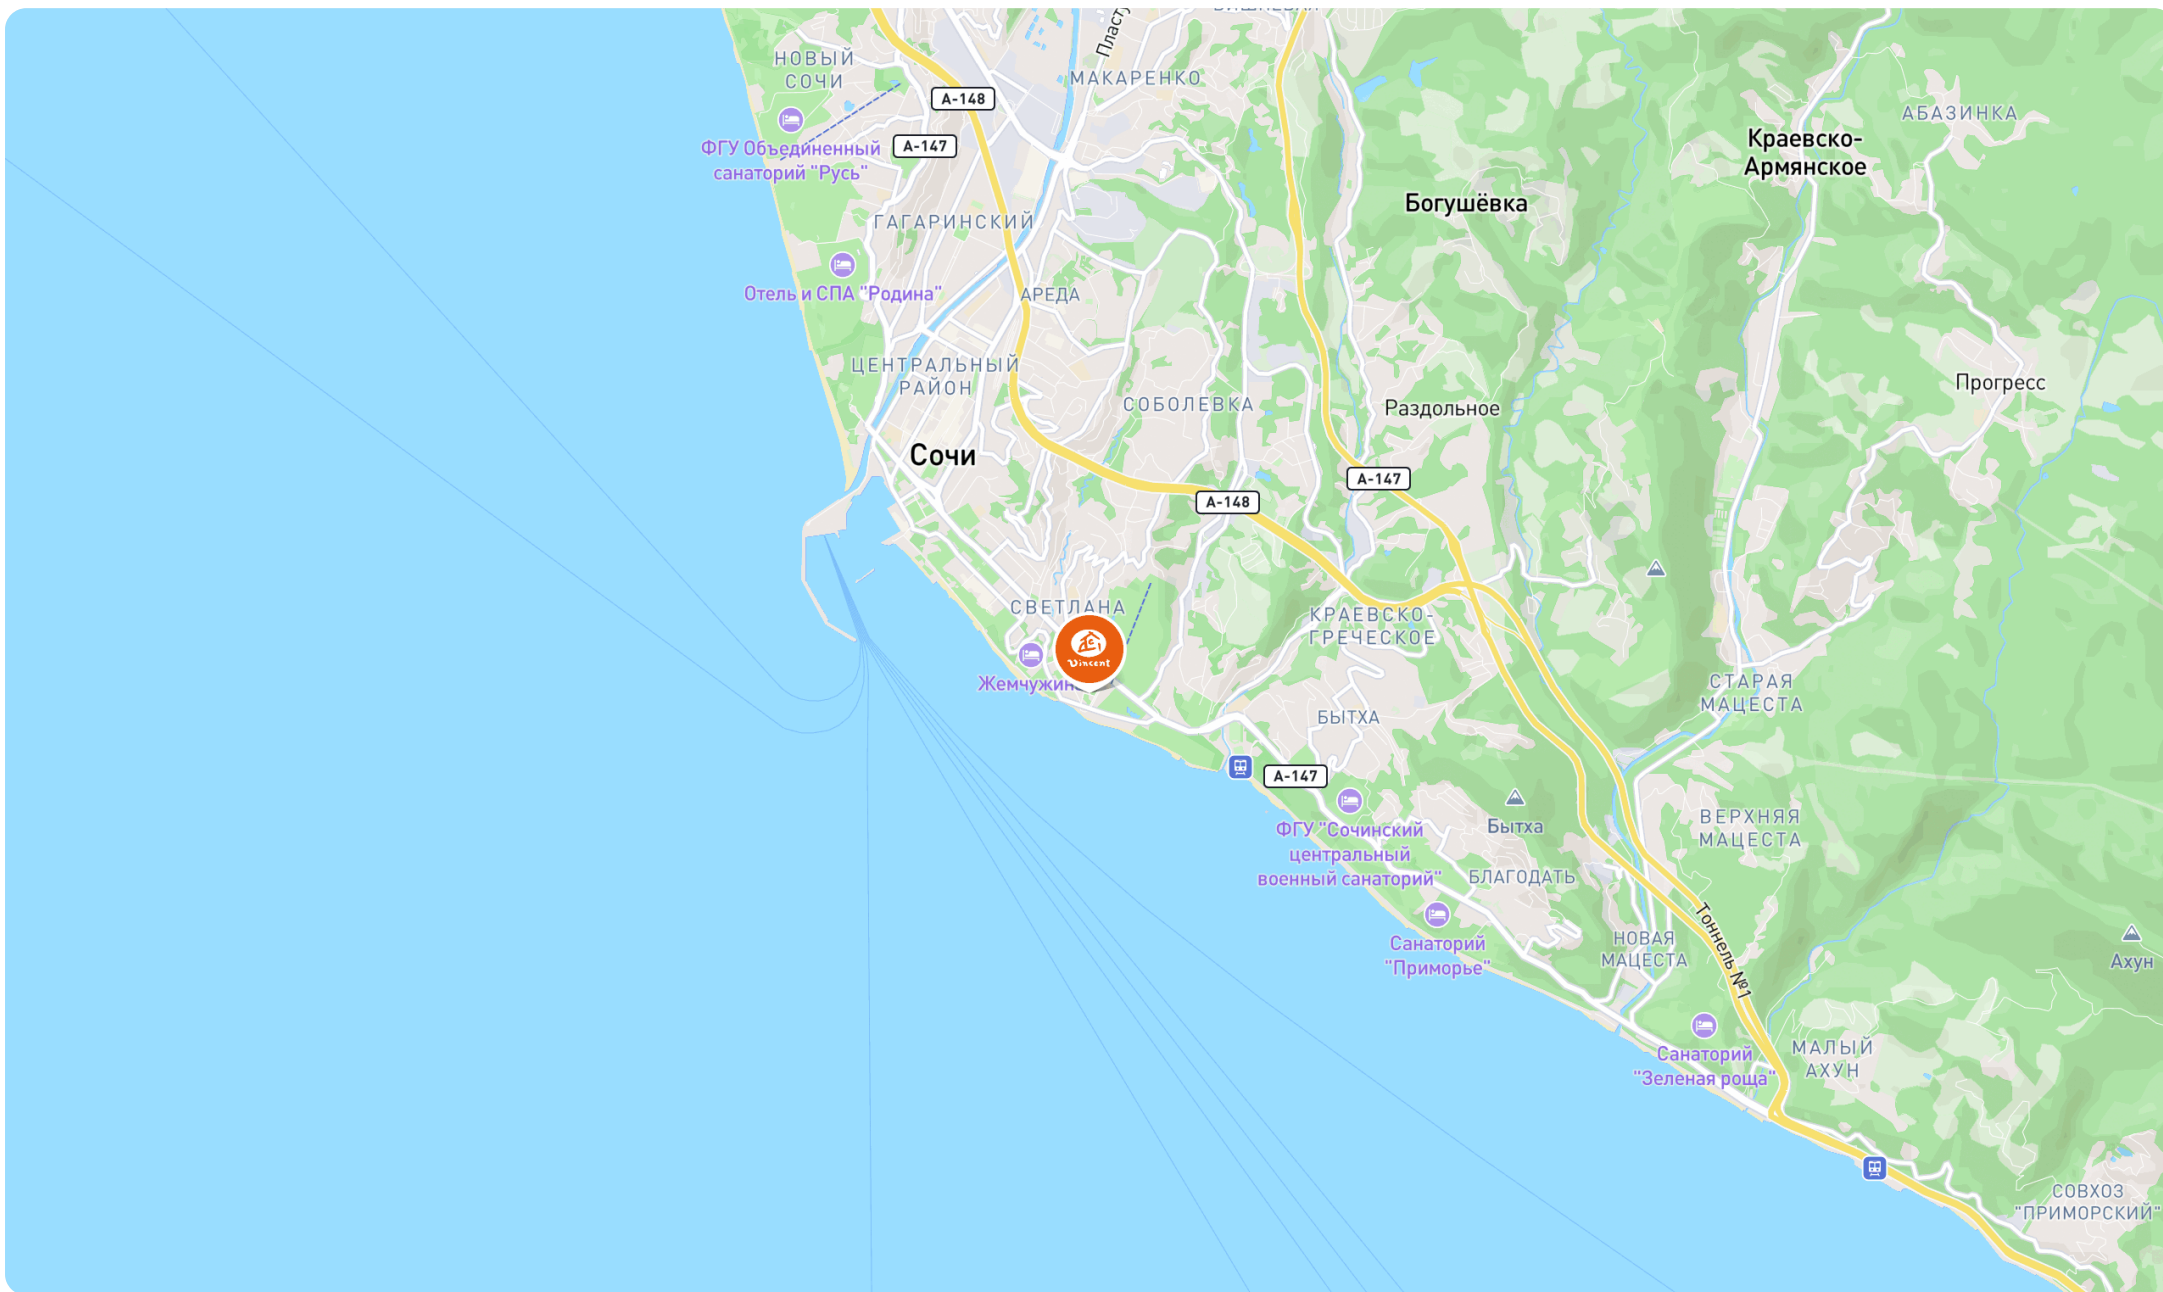 НОВЫЙ
СОЧИ
Пласту
МАКАРЕНКО
А-148
А-147
ФГУ Объединенный
санаторий "Русь"
ГАГАРИНСКИЙ
Отель и СПА "Родина"
АРЕДА
ЦЕНТРАЛЬНЫЙ
РАЙОН
СОБОЛЕВКА
Сочи
АБАЗИНКА
Краевско-
Армянское
Богушёвка
Прогресс
Раздольное
А-147
А-148
СВЕТЛАНА
Vincent
Жемчужина
КРАЕВСКО-
ГРЕЧЕСКОЕ
БЫТХА
СТАРАЯ
МАЦЕСТА
А-147
ФГУ "Сочинский
центральный
военный санаторий"
Бытха
ВЕРХНЯЯ
МАЦЕСТА
БЛАГОДАТЬ
Санаторий
"Приморье"
НОВАЯ
МАЦЕСТА
Тоннель №1
Ахун
Санаторий
"Зеленая роща"
МАЛЫЙ
АХУН
СОВХОЗ
"ПРИМОРСКИЙ"